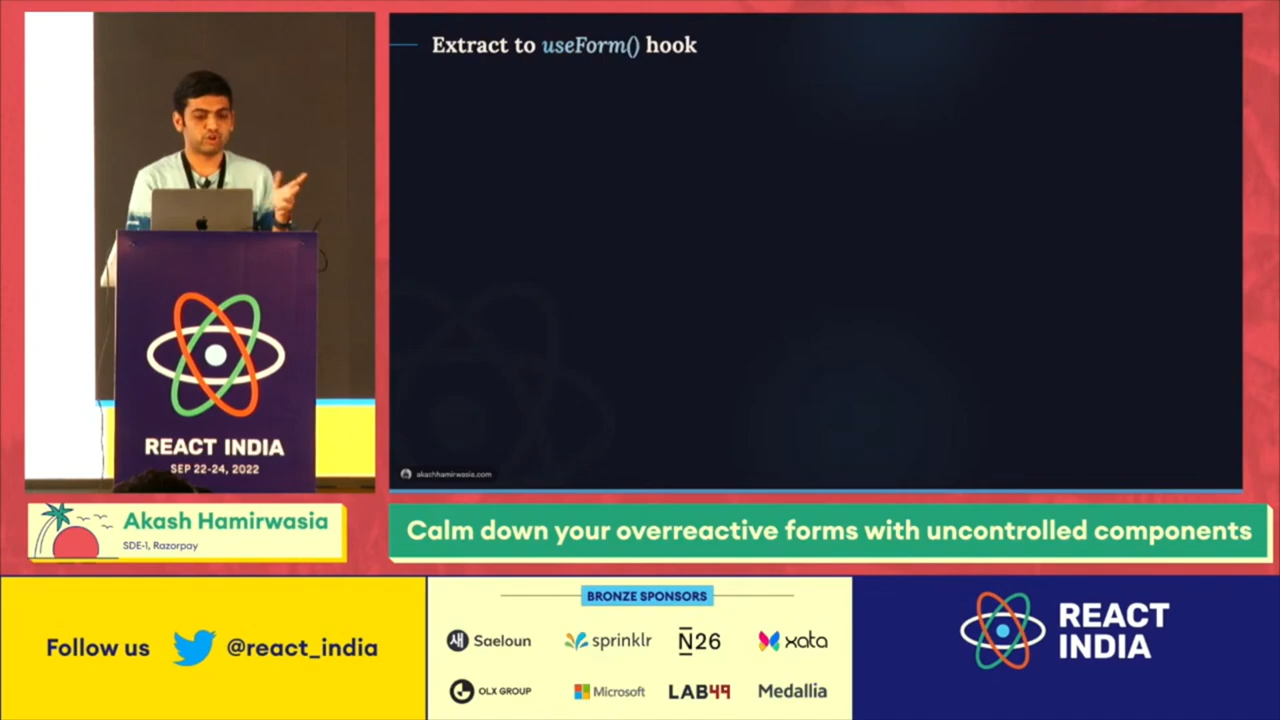 Extract to useForm() hook
akashhamirwasia.com
REACT INDIA
SEP 22-24, 2022
Akash Hamirwasia
SDE-1, Razorpay
Calm down your overreactive forms with uncontrolled components
Follow us
@react_india
BRONZE SPONSORS
새 Saeloun
sprinklr
N26
xata
OLX GROUP
Microsoft
LAB49
Medallia
REACT
INDIA